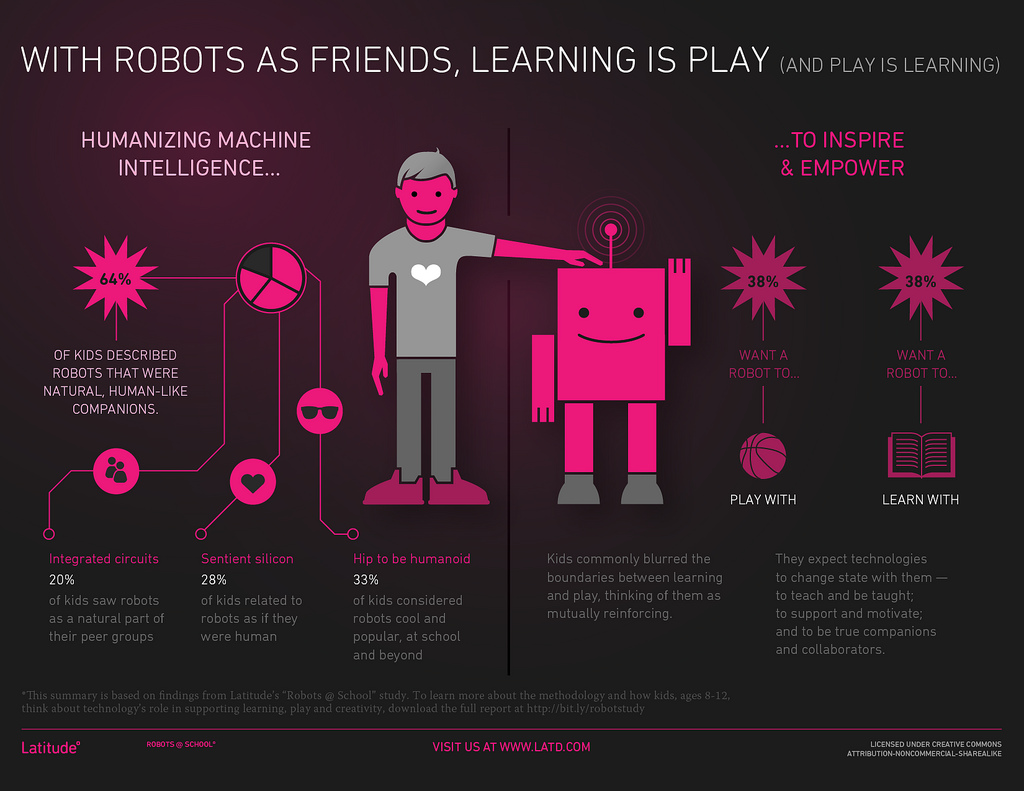 WITH ROBOTS AS FRIENDS, LEARNING IS PLAY (AND PLAY IS LEARNING)
HUMANIZING MACHINE
INTELLIGENCE...
...TO INSPIRE
& EMPOWER
64%
OF KIDS DESCRIBED
ROBOTS THAT WERE
NATURAL, HUMAN-LIKE
COMPANIONS.
Integrated circuits
20%
of kids saw robots
as a natural part of
their peer groups
Sentient silicon
28%
of kids related to
robots as if they
were human
Hip to be humanoid
33%
of kids considered
robots cool and
popular, at school
and beyond
38%
WANT A
ROBOT TO...
PLAY WITH
38%
WANT A
ROBOT TO...
LEARN WITH
Kids commonly blurred the
boundaries between learning
and play, thinking of them as
mutually reinforcing.
They expect technologies
to change state with them —
to teach and be taught;
to support and motivate;
and to be true companions
and collaborators.
*This summary is based on findings from Latitude's "Robots @ School" study. To learn more about the methodology and how kids, ages 8-12,
think about technology's role in supporting learning, play and creativity, download the full report at http://bit.ly/robotstudy
Latitude°
ROBOTS @ SCHOOL*
VISIT US AT WWW.LATD.COM
LICENSED UNDER CREATIVE COMMONS
ATTRIBUTION-NONCOMMERCIAL-SHAREALIKE